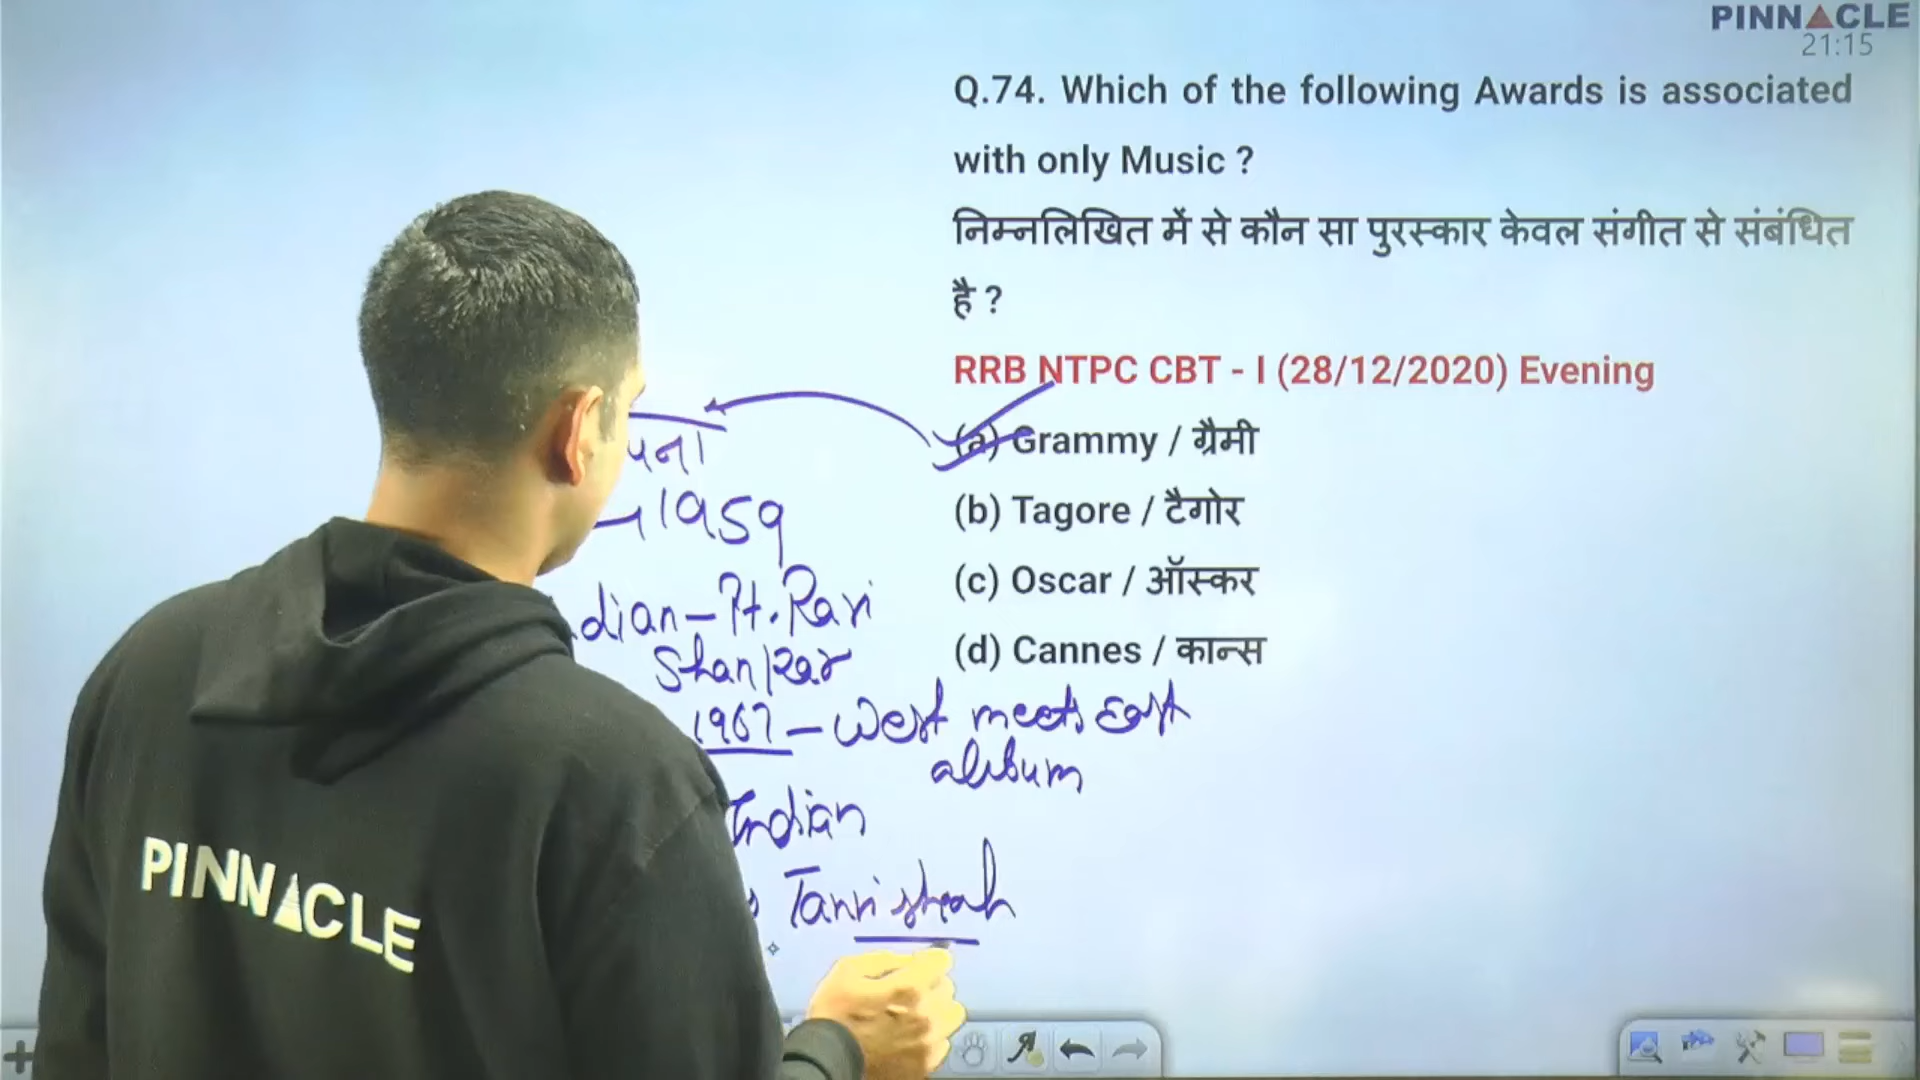 PINNACLE
21:15
Q.74. Which of the following Awards is associated
with only Music ?
निम्नलिखित में से कौन सा पुरस्कार केवल संगीत से संबंधित
है ?
RRB NTPC CBT - I (28/12/2020) Evening
(a) Grammy / ग्रैमी
(b) Tagore / टैगोर
(c) Oscar / ऑस्कर
(d) Cannes / कान्स
1959
dian - Pt. Ravi
Shankar
1967 - West meets East
album
Indian
PINNACLE